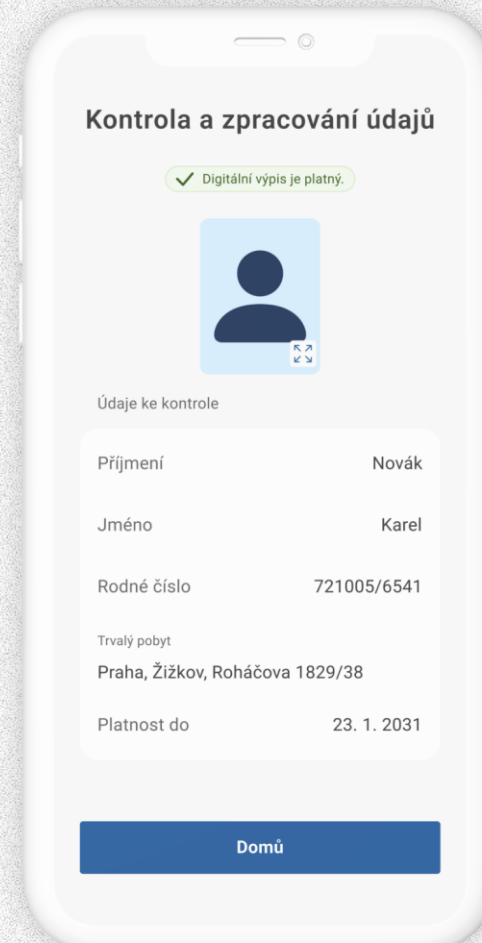 Kontrola a zpracování údajů
Digitální výpis je platný.
Údaje ke kontrole
Příjmení Novák
Jméno Karel
Rodné číslo 721005/6541
Trvalý pobyt
Praha, Žižkov, Roháčova 1829/38
Platnost do 23. 1. 2031
Domů